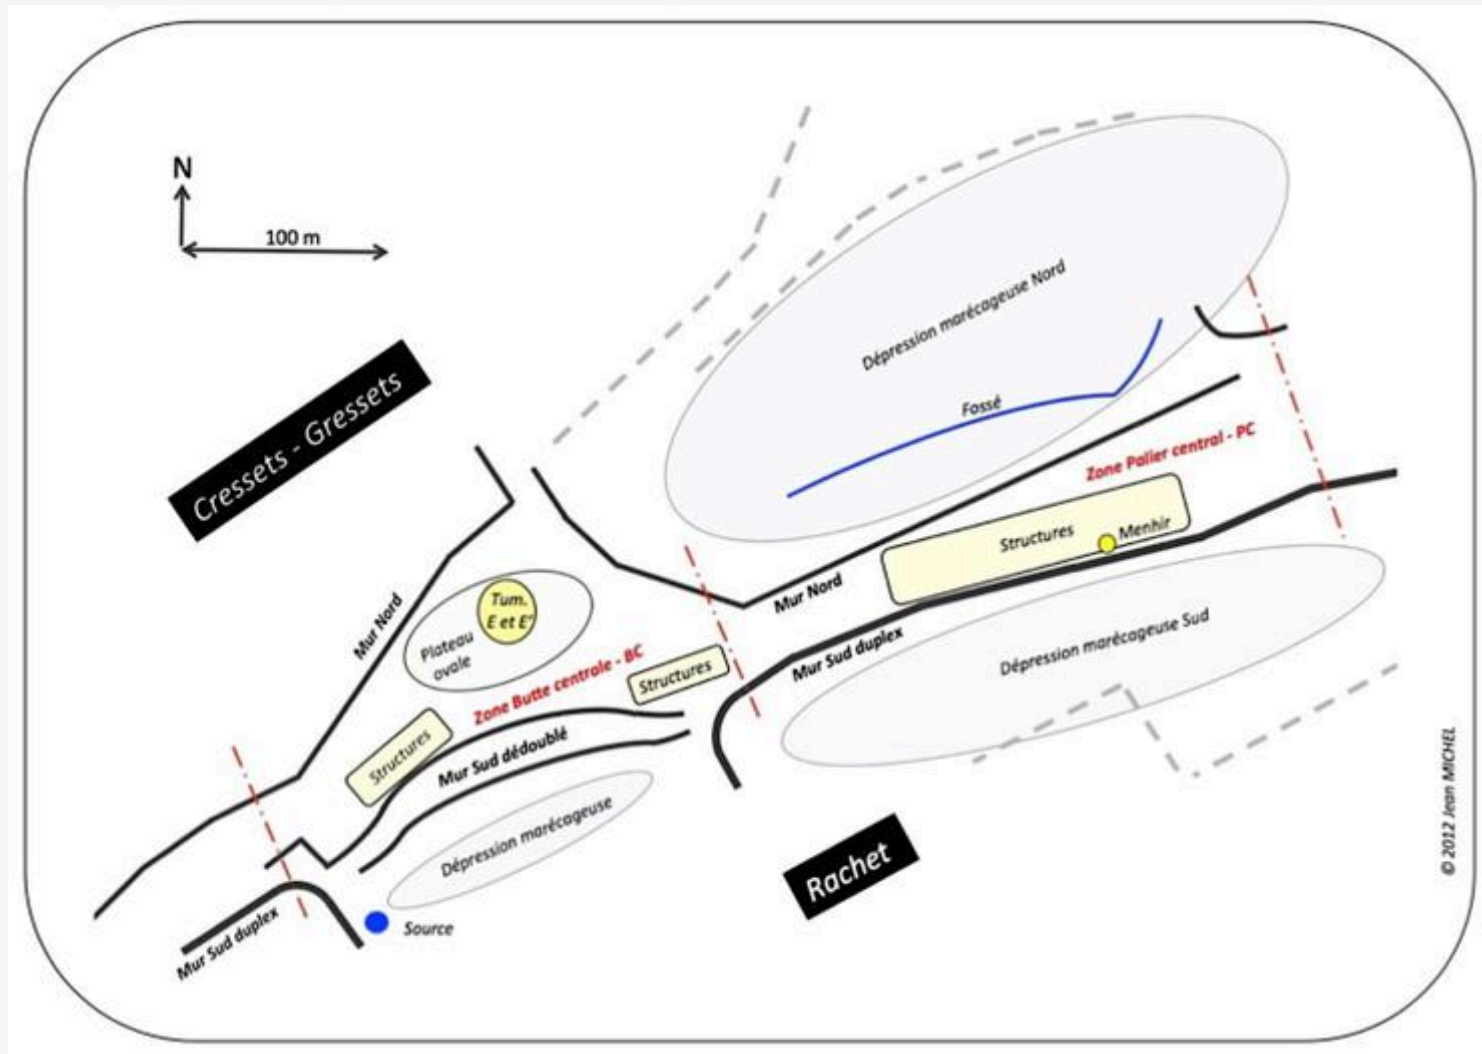 N
100 m
Cressets - Gressets
Dépression marécageuse Nord
Fossé
Zone Palier central - PC
Structures
Menhir
Mur Nord
Mur Sud duplex
Dépression marécageuse Sud
Mur Nord
Tum.
E et E'
Plateau
ovale
Zone Butte centrale - BC
Structures
Structures
Mur Sud dédoublé
Dépression marécageuse
Rachet
Source
Mur Sud duplex
© 2012 Jean MICHEL